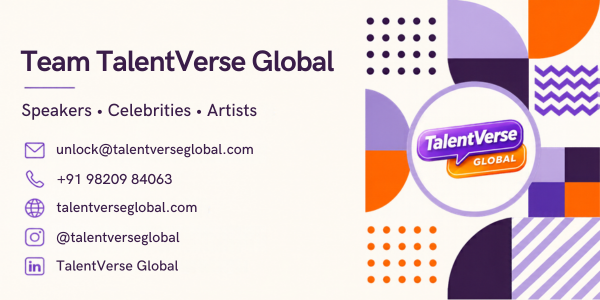 Team TalentVerse Global
Speakers • Celebrities • Artists
unlock@talentverseglobal.com
+91 98209 84063
talentverseglobal.com
@talentverseglobal
in TalentVerse Global
TalentVerse
GLOBAL